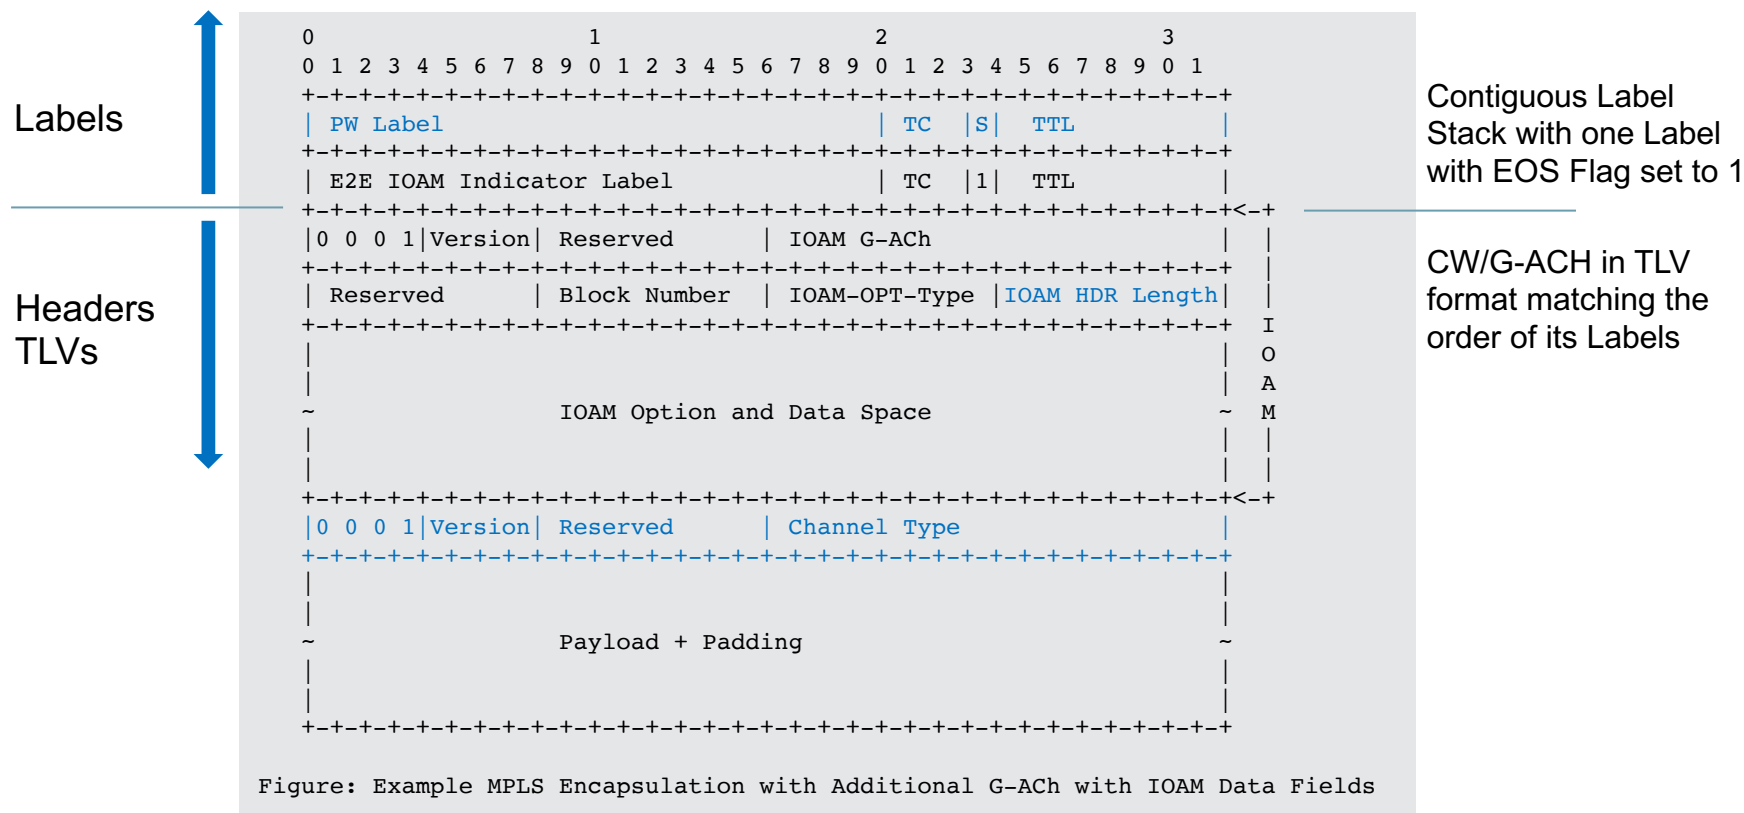 Labels
Headers
TLVs
 0                   1                   2                   3
 0 1 2 3 4 5 6 7 8 9 0 1 2 3 4 5 6 7 8 9 0 1 2 3 4 5 6 7 8 9 0 1
+-+-+-+-+-+-+-+-+-+-+-+-+-+-+-+-+-+-+-+-+-+-+-+-+-+-+-+-+-+-+-+-+
| PW Label                              | TC  |S|  TTL          |
+-+-+-+-+-+-+-+-+-+-+-+-+-+-+-+-+-+-+-+-+-+-+-+-+-+-+-+-+-+-+-+-+
| E2E IOAM Indicator Label              | TC  |1|  TTL          |
+-+-+-+-+-+-+-+-+-+-+-+-+-+-+-+-+-+-+-+-+-+-+-+-+-+-+-+-+-+-+-+-+<-+
|0 0 0 1|Version| Reserved      | IOAM G-ACh                    |  |
+-+-+-+-+-+-+-+-+-+-+-+-+-+-+-+-+-+-+-+-+-+-+-+-+-+-+-+-+-+-+-+-+  |
| Reserved      | Block Number  | IOAM-OPT-Type |IOAM HDR Length|  |
+-+-+-+-+-+-+-+-+-+-+-+-+-+-+-+-+-+-+-+-+-+-+-+-+-+-+-+-+-+-+-+-+  I
|                                                               |  O
|                                                               |  A
~                 IOAM Option and Data Space                    ~  M
|                                                               |  |
|                                                               |  |
+-+-+-+-+-+-+-+-+-+-+-+-+-+-+-+-+-+-+-+-+-+-+-+-+-+-+-+-+-+-+-+-+<-+
|0 0 0 1|Version| Reserved      | Channel Type                  |
+-+-+-+-+-+-+-+-+-+-+-+-+-+-+-+-+-+-+-+-+-+-+-+-+-+-+-+-+-+-+-+-+
|                                                               |
|                                                               |
~                 Payload + Padding                             ~
|                                                               |
|                                                               |
+-+-+-+-+-+-+-+-+-+-+-+-+-+-+-+-+-+-+-+-+-+-+-+-+-+-+-+-+-+-+-+-+
Figure: Example MPLS Encapsulation with Additional G-ACh with IOAM Data Fields
Contiguous Label
Stack with one Label
with EOS Flag set to 1
CW/G-ACH in TLV
format matching the
order of its Labels